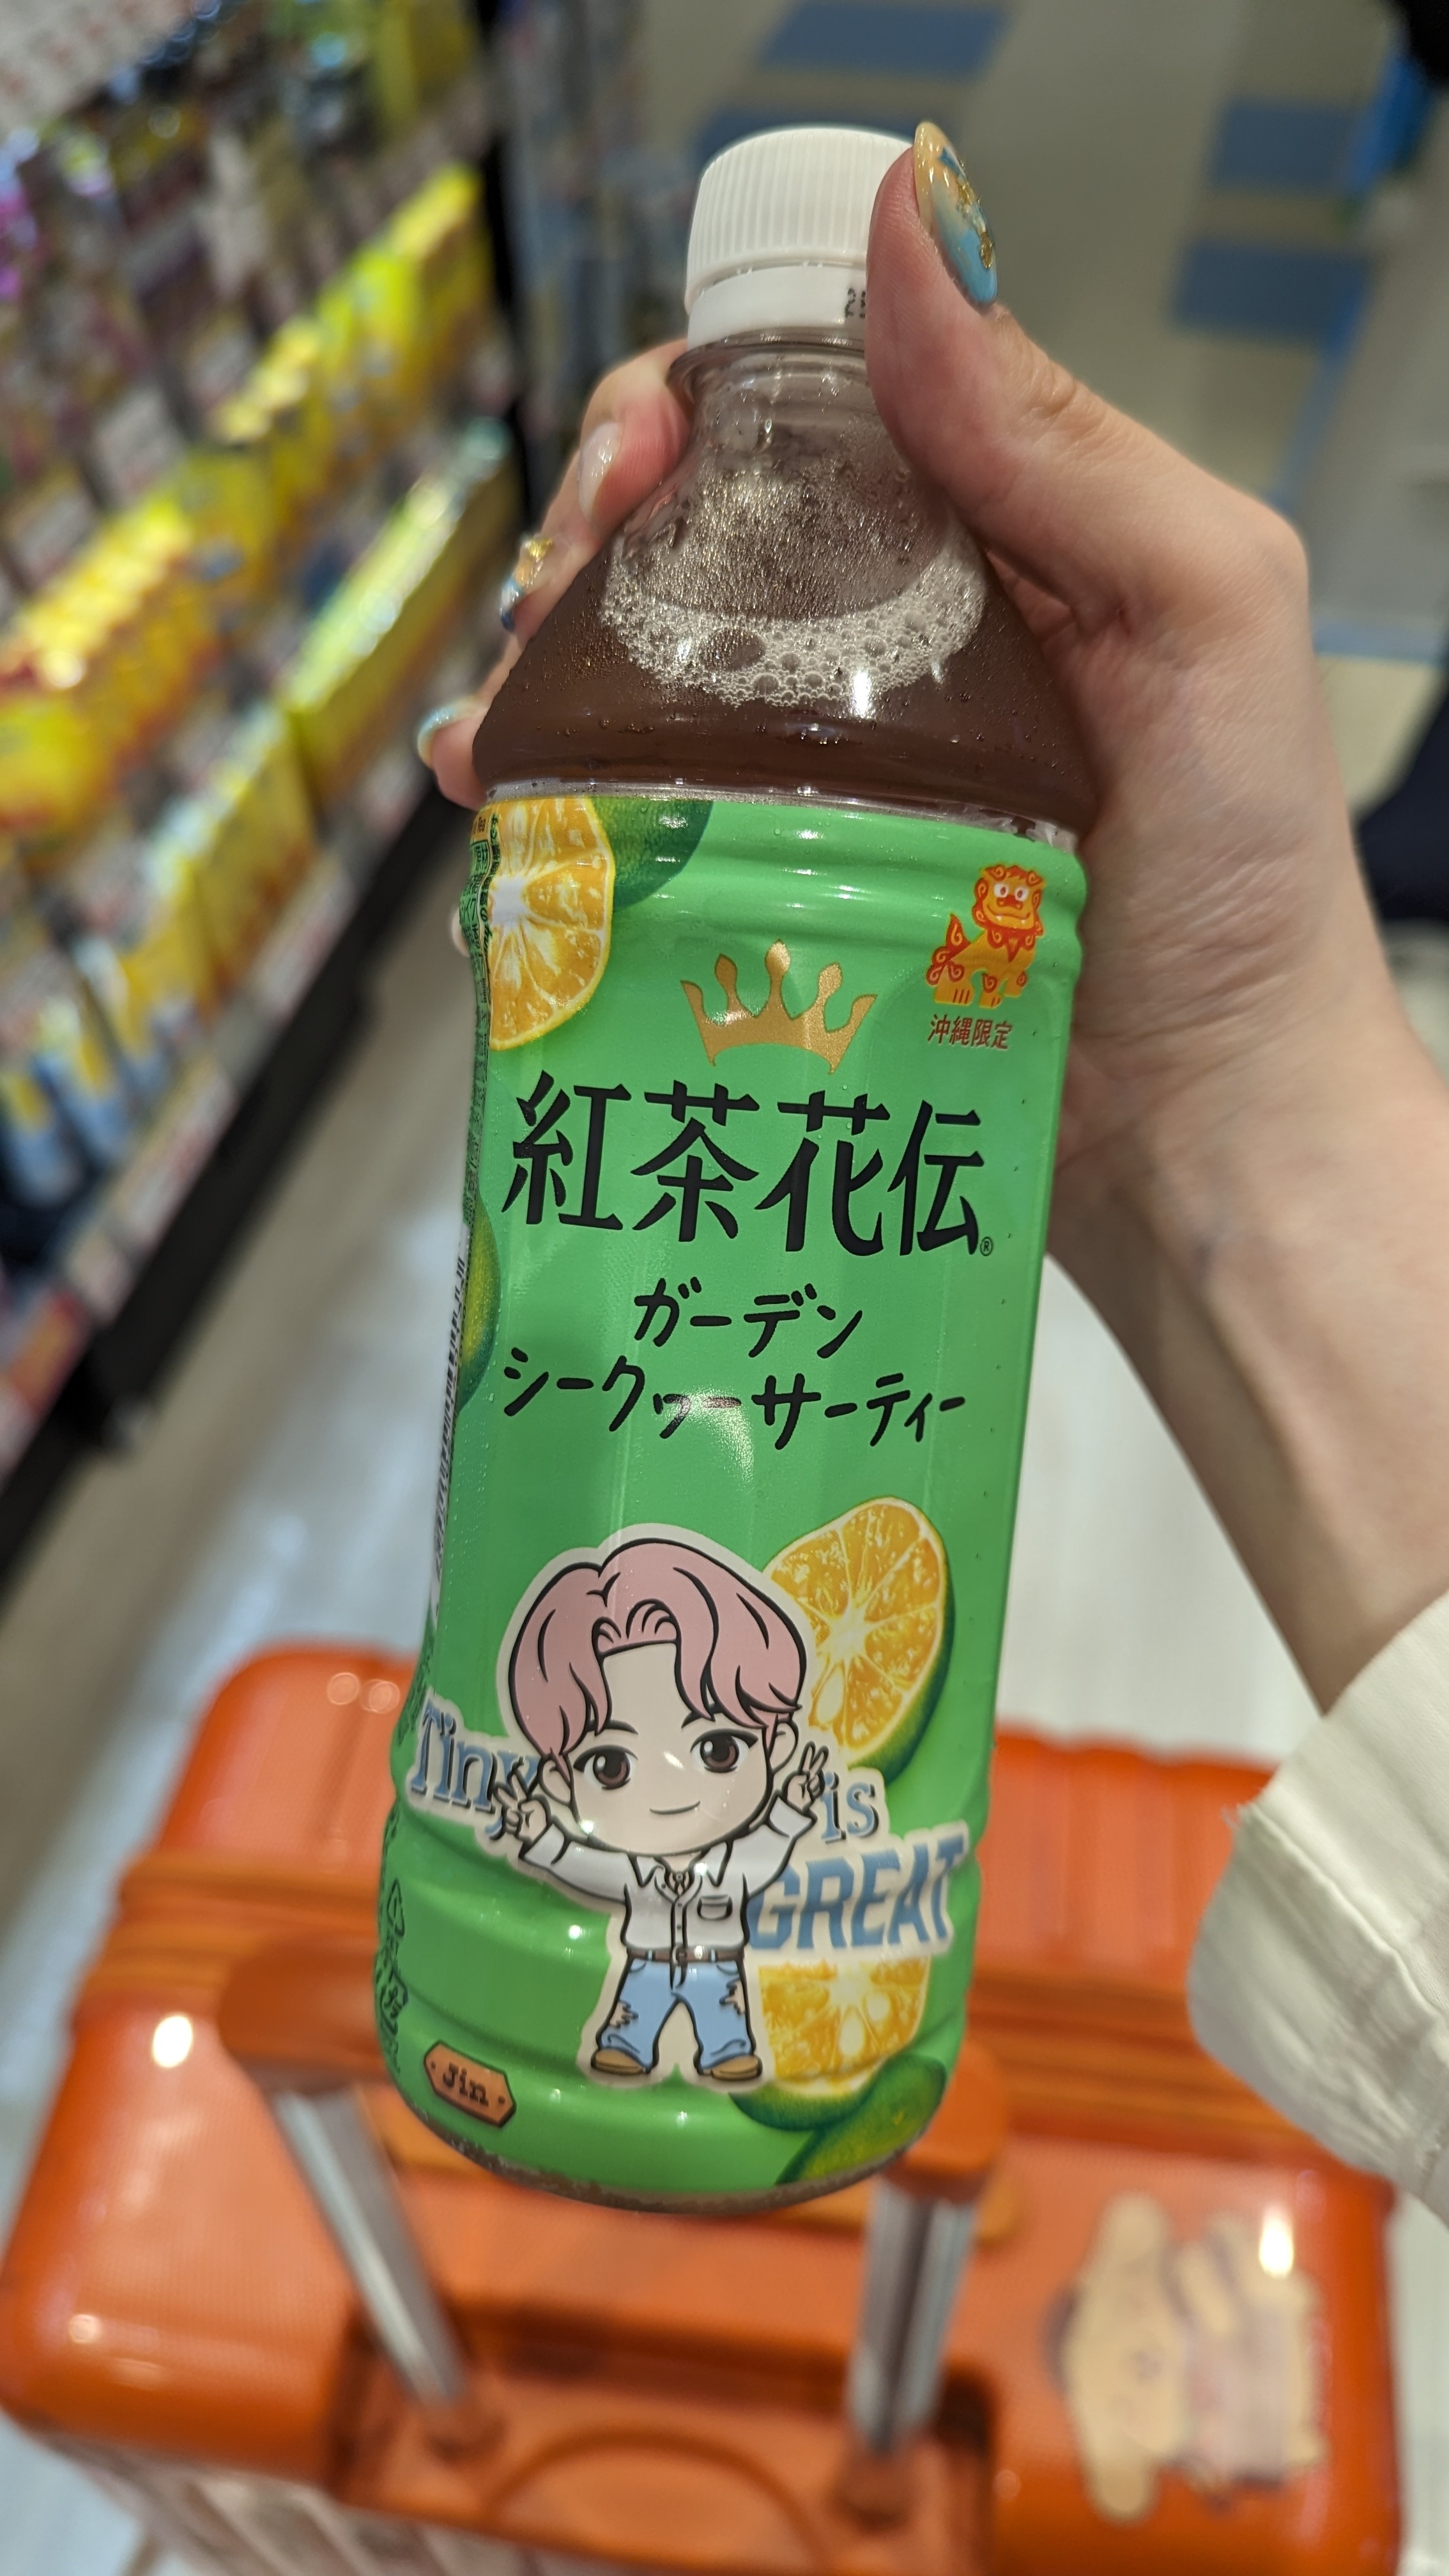 沖縄限定
紅茶花伝®
ガーデン
シークヮーサーティー
Tiny is
GREAT
Jin